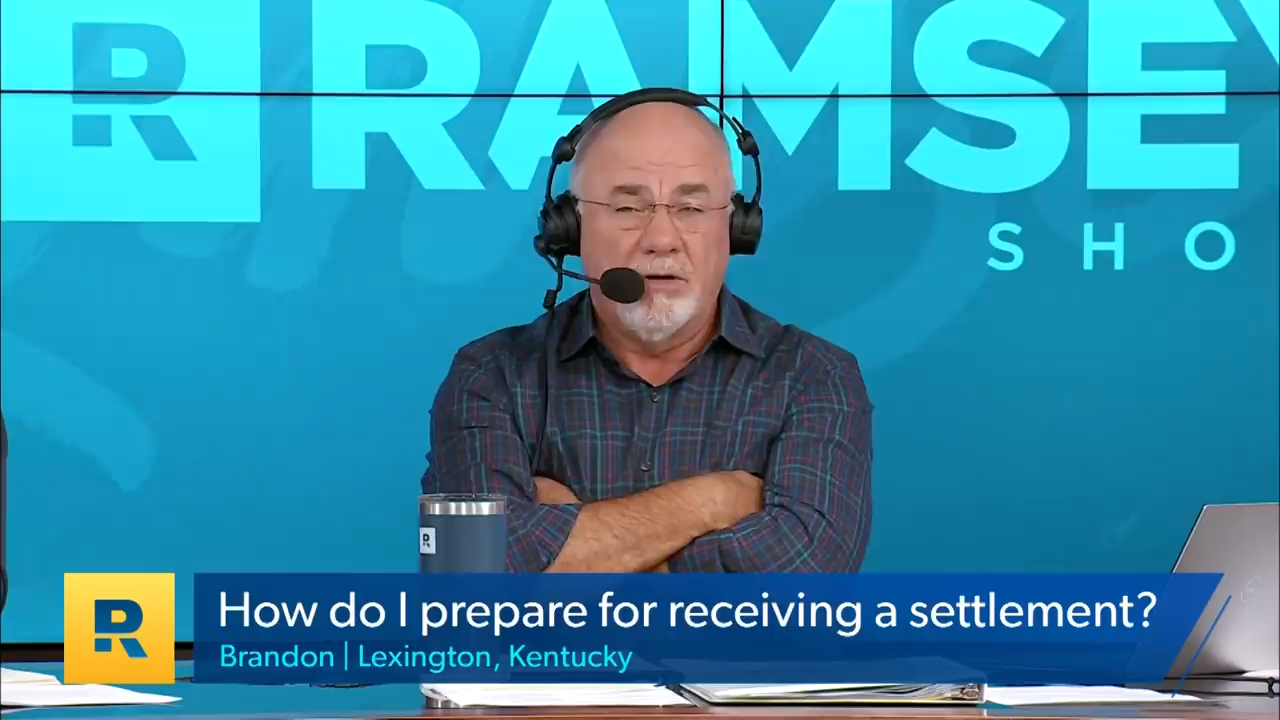 R RAMSEY
SHO
R
R
How do I prepare for receiving a settlement?
Brandon | Lexington, Kentucky